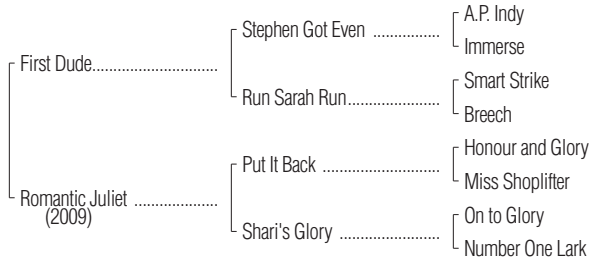 A.P. Indy
Stephen Got Even ................
Immerse
First Dude..............................
Smart Strike
Run Sarah Run......................
Breech
Honour and Glory
Put It Back ............................
Miss Shoplifter
Romantic Juliet ....................
(2009)
On to Glory
Shari's Glory ........................
Number One Lark